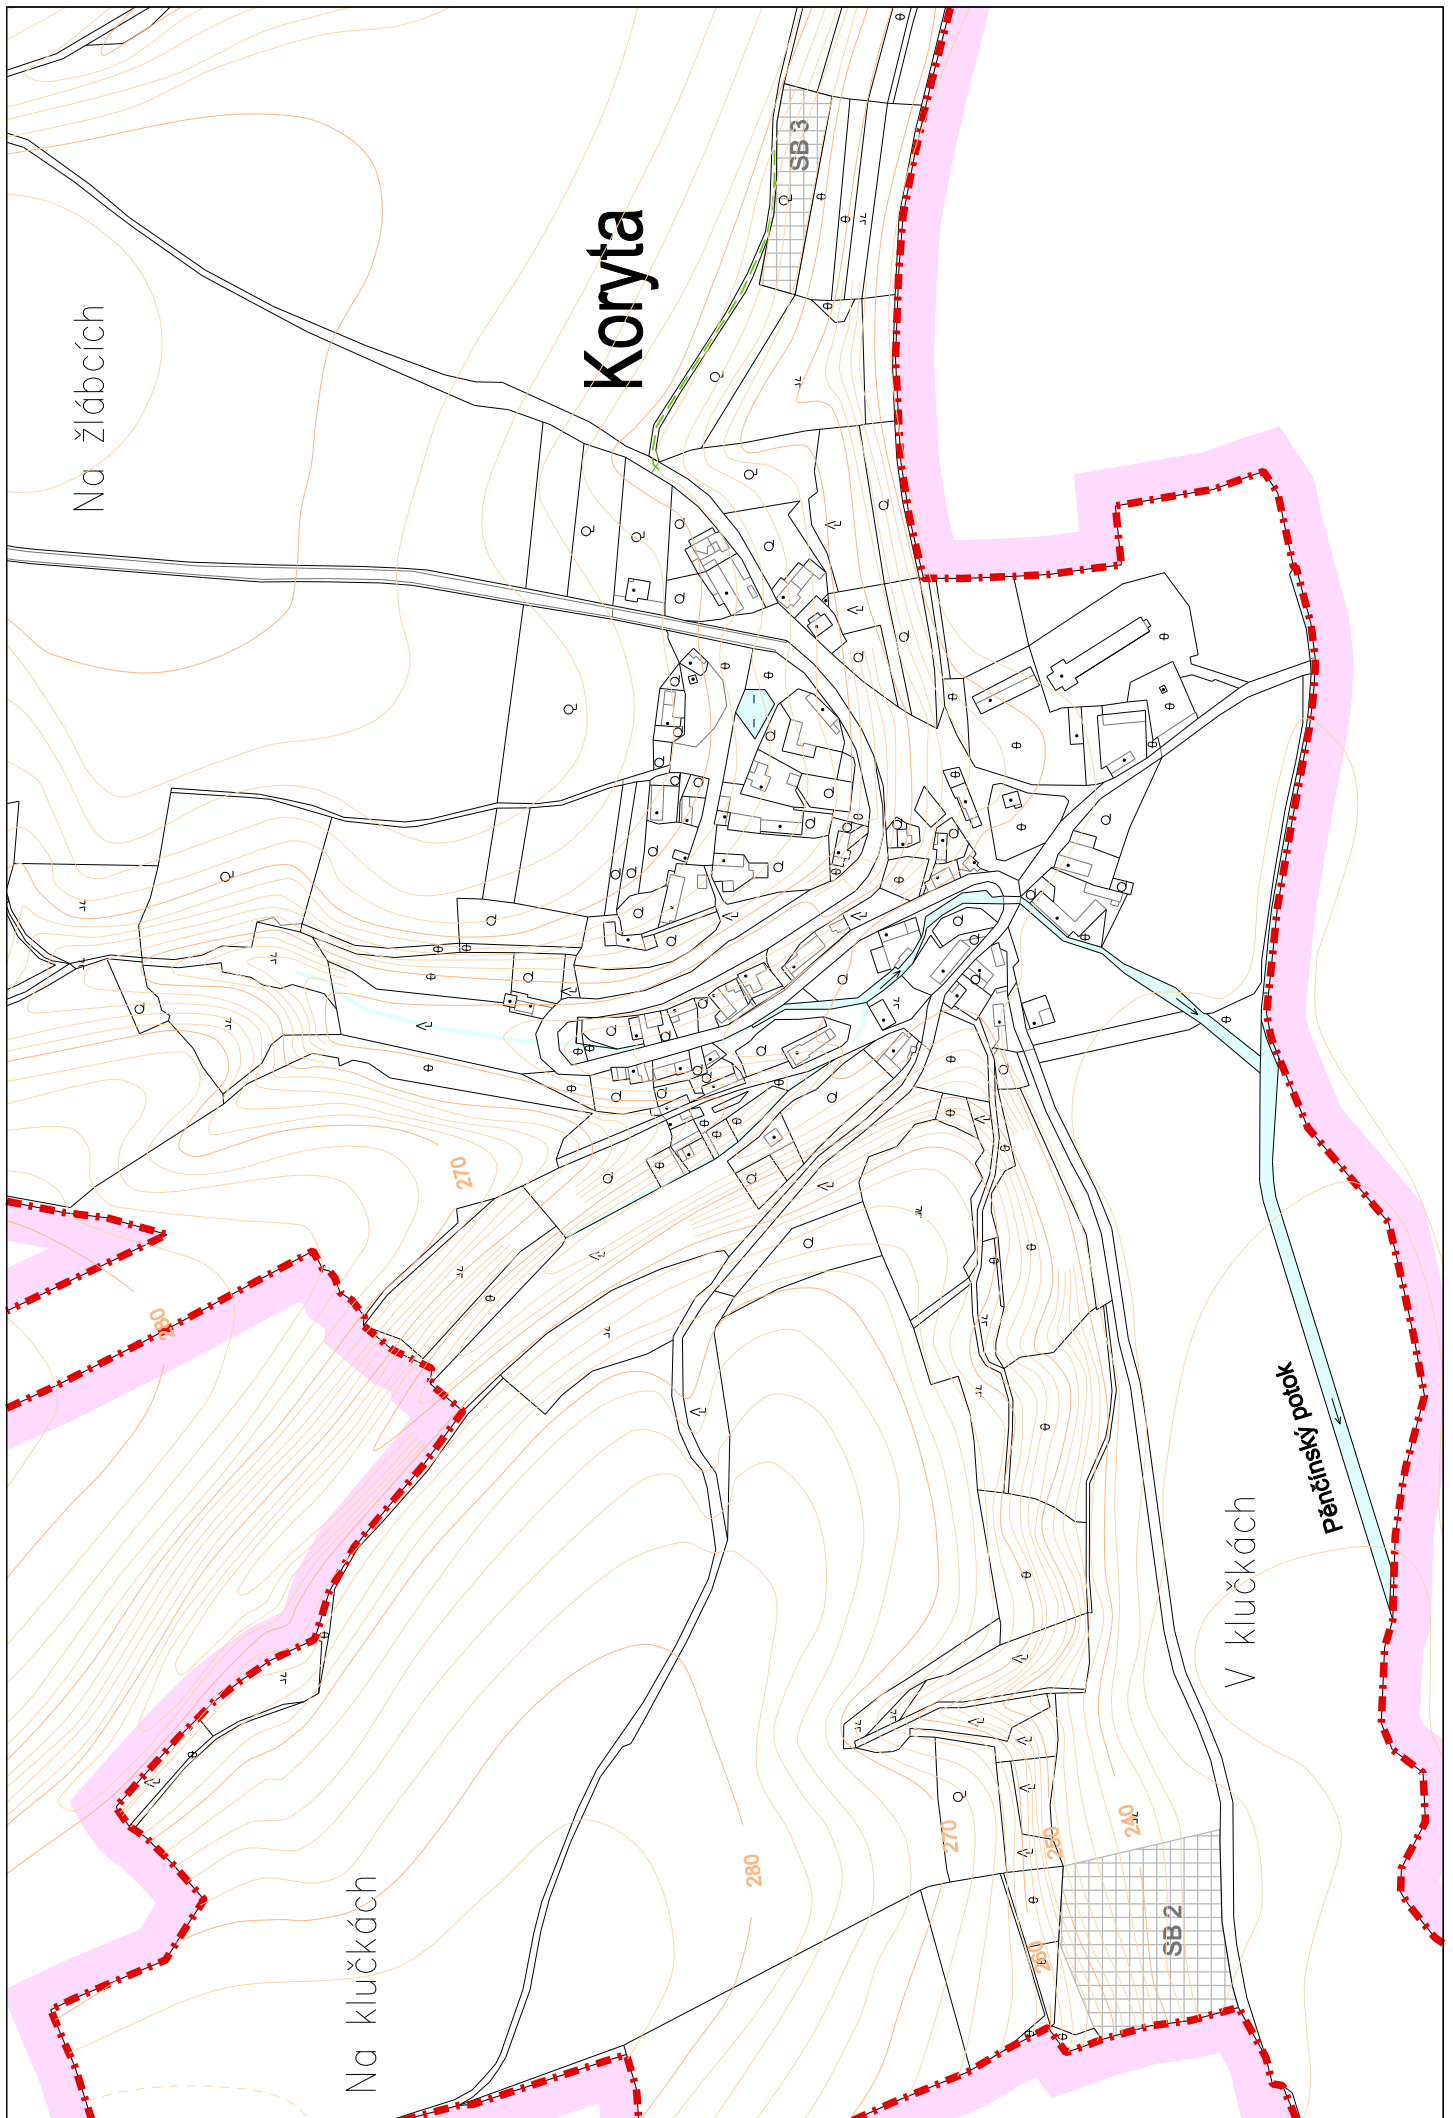 Na žlábcích
Koryta
SB 3
270
280
Pěnčínský potok
V klučkách
Na klučkách
280
270
250
240
260
SB 2